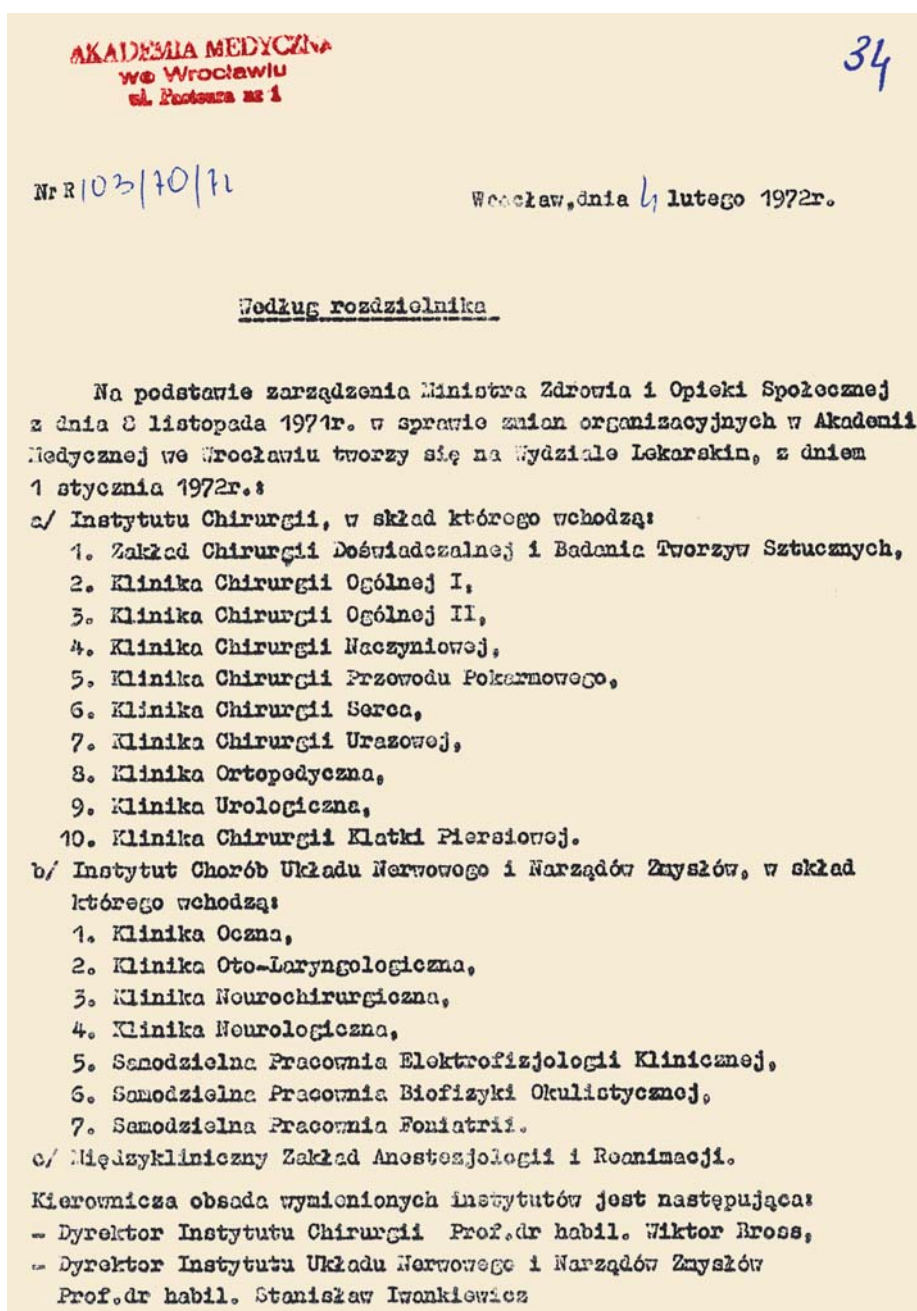 AKADEMIA MEDYCZNA
we Wrocławiu
ul. Pasteura nr 1
34
Nr R 103/70/71
Wrocław,dnia 4 lutego 1972r.
Według rozdzielnika
Na podstawie zarządzenia Ministra Zdrowia i Opieki Społecznej
z dnia 8 listopada 1971r. w sprawie zmian organizacyjnych w Akademii
Medycznej we Wrocławiu tworzy się na Wydziale Lekarskim, z dniem
1 stycznia 1972r.:
a/ Instytutu Chirurgii, w skład którego wchodzą:
1. Zakład Chirurgii Doświadczalnej i Badania Tworzyw Sztucznych,
2. Klinika Chirurgii Ogólnej I,
3. Klinika Chirurgii Ogólnej II,
4. Klinika Chirurgii Naczyniowej,
5. Klinika Chirurgii Przewodu Pokarmowego,
6. Klinika Chirurgii Serca,
7. Klinika Chirurgii Urazowej,
8. Klinika Ortopedyczna,
9. Klinika Urologiczna,
10. Klinika Chirurgii Klatki Piersiowej.
b/ Instytut Chorób Układu Nerwowego i Narządów Zmysłów, w skład
którego wchodzą:
1. Klinika Oczna,
2. Klinika Oto-Laryngologiczna,
3. Klinika Neurochirurgiczna,
4. Klinika Neurologiczna,
5. Samodzielna Pracownia Elektrofizjologii Klinicznej,
6. Samodzielna Pracownia Biofizyki Okulistycznej,
7. Samodzielna Pracownia Foniatrii.
c/ Międzykliniczny Zakład Anestezjologii i Reanimacji.
Kierownicza obsada wymienionych instytutów jest następująca:
- Dyrektor Instytutu Chirurgii Prof.dr habil. Wiktor Bross,
- Dyrektor Instytutu Układu Nerwowego i Narządów Zmysłów
Prof.dr habil. Stanisław Iwankiewicz